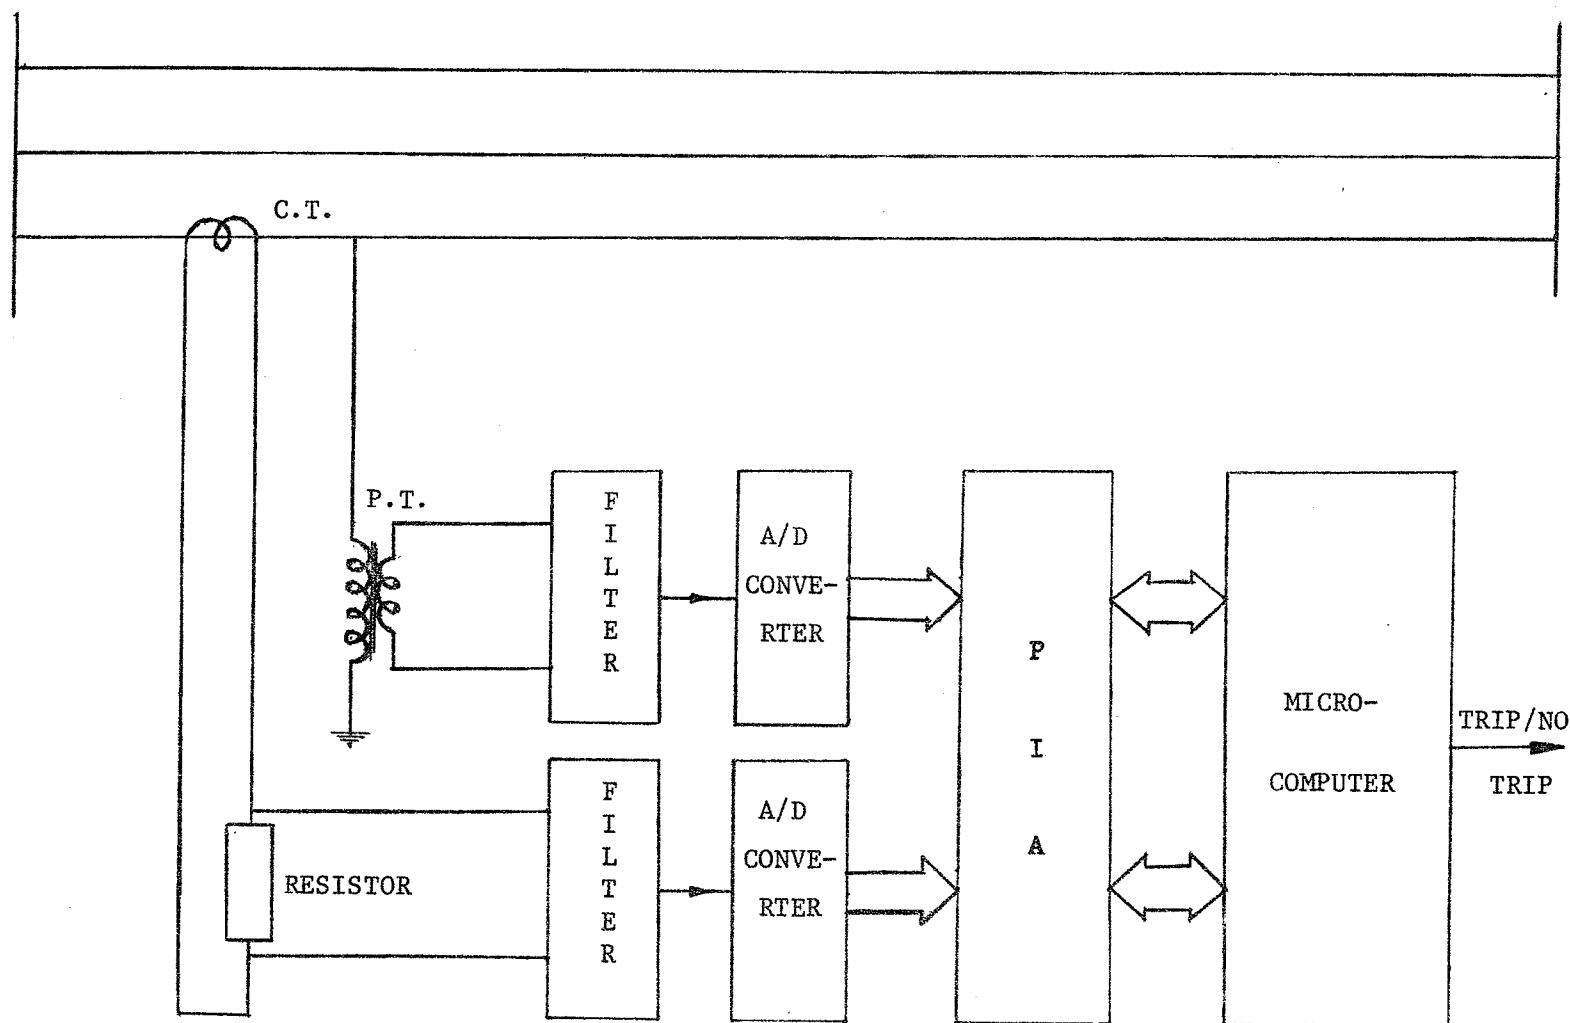 C.T.
P.T.
F
I
L
T
E
R
A/D
CONVE-
RTER
P
I
A
MICRO-
COMPUTER
TRIP/NO
TRIP
RESISTOR
F
I
L
T
E
R
A/D
CONVE-
RTER